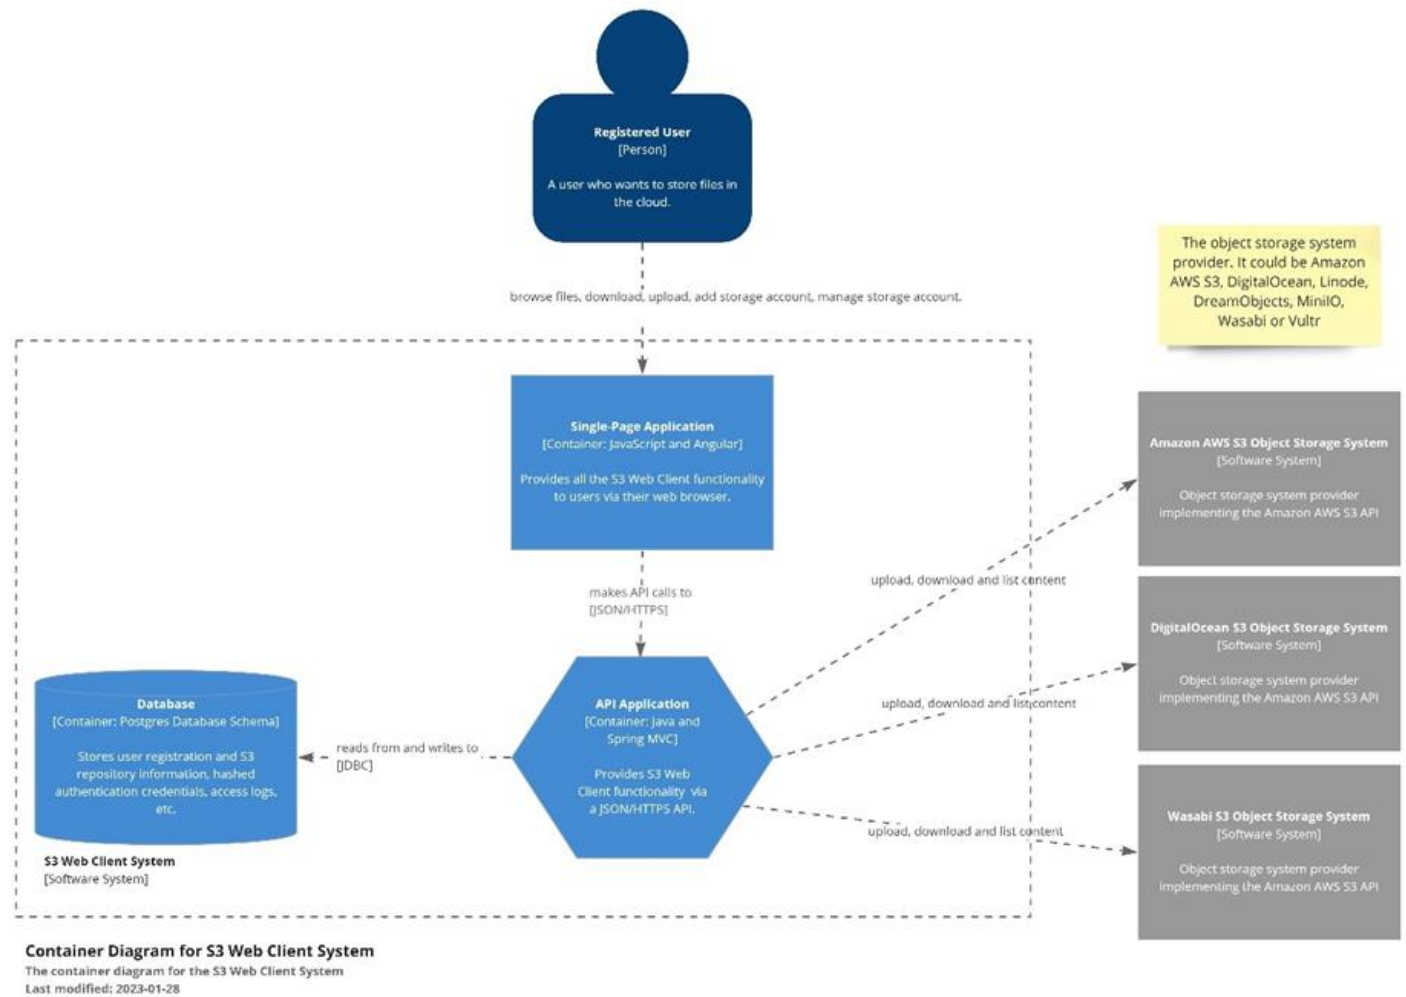 Registered User
[Person]
A user who wants to store files in
the cloud.
browse files, download, upload, add storage account, manage storage account.
The object storage system
provider. It could be Amazon
AWS S3, DigitalOcean, Linode,
DreamObjects, MiniIO,
Wasabi or Vultr
Single-Page Application
[Container: JavaScript and Angular]
Provides all the S3 Web Client functionality
to users via their web browser.
makes API calls to
[JSON/HTTPS]
Amazon AWS S3 Object Storage System
[Software System]
Object storage system provider
implementing the Amazon AWS S3 API
upload, download and list content
DigitalOcean S3 Object Storage System
[Software System]
Object storage system provider
implementing the Amazon AWS S3 API
upload, download and list content
Database
[Container: Postgres Database Schema]
Stores user registration and S3
repository information, hashed
authentication credentials, access logs,
etc.
reads from and writes to
[JDBC]
API Application
[Container: Java and
Spring MVC]
Provides S3 Web
Client functionality via
a JSON/HTTPS API.
upload, download and list content
Wasabi S3 Object Storage System
[Software System]
Object storage system provider
implementing the Amazon AWS S3 API
S3 Web Client System
[Software System]
Container Diagram for S3 Web Client System
The container diagram for the S3 Web Client System
Last modified: 2023-01-28